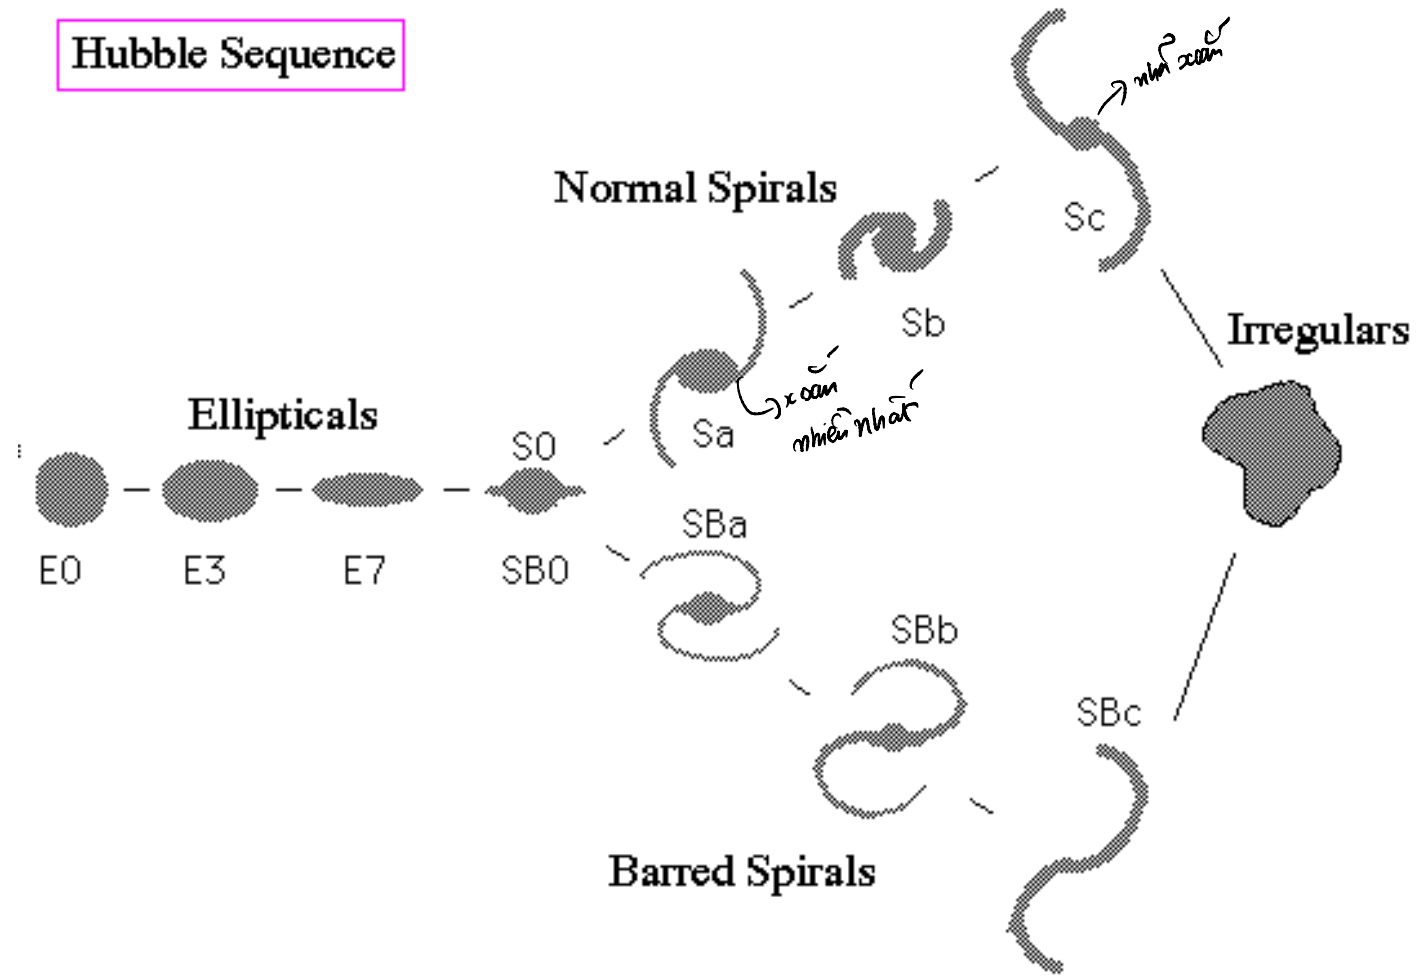 Hubble Sequence
Normal Spirals
Sc
Sb
Irregulars
Ellipticals
xoắn
nhiều nhất
Sa
S0
SBa
E0
E3
E7
SB0
SBb
SBc
Barred Spirals
xoắn